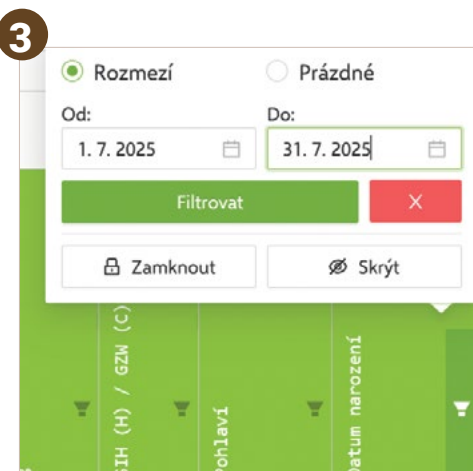 3
Rozmezí Prázdné
Od: Do:
1. 7. 2025 31. 7. 2025
Filtrovat X
Zamknout Skrýt
SIH (H) / GZW (C)
Pohlaví
Datum narození